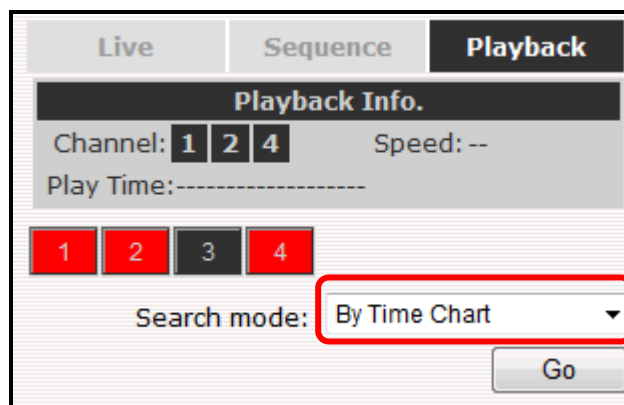 Live Sequence Playback
Playback Info.
Channel: 1 2 4 Speed: --
Play Time:-------------------
1 2 3 4
Search mode: By Time Chart
Go